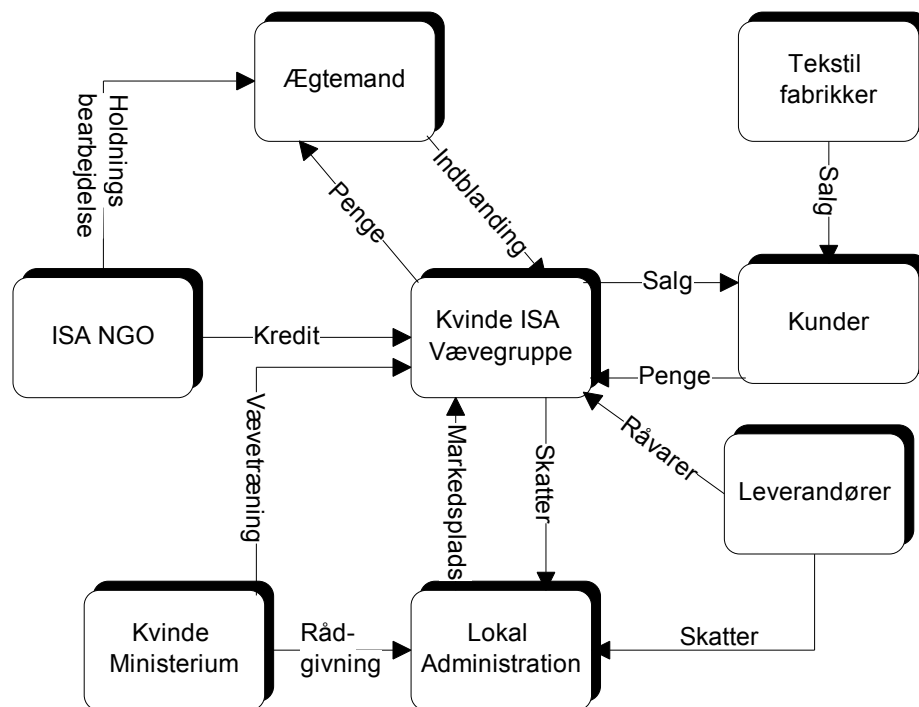 Ægtemand
Tekstil
fabrikker
Holdnings
bearbejdelse
Penge
Indblanding
Salg
ISA NGO
Kredit
Kvinde ISA
Vævegruppe
Salg
Kunder
Penge
Vævetræning
Markedsplads
Skatter
Råvarer
Leverandører
Kvinde
Ministerium
Råd-
givning
Lokal
Administration
Skatter